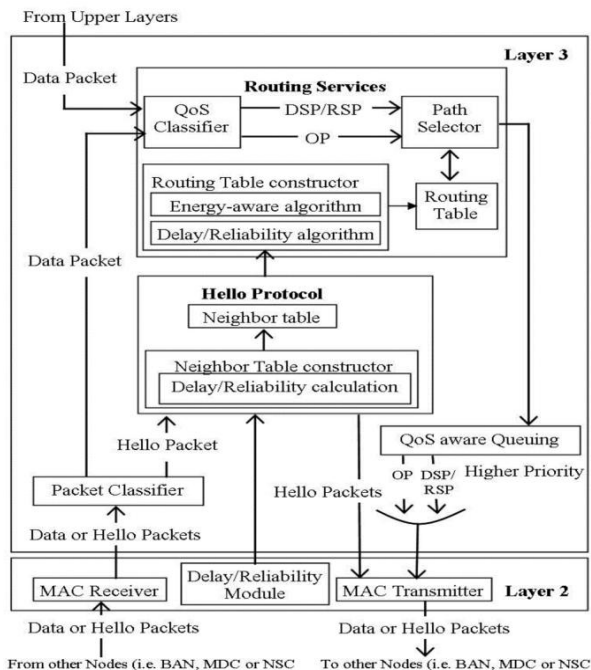 From Upper Layers
Layer 3
Data Packet
Routing Services
QoS
Classifier
DSP/RSP
OP
Path
Selector
Routing Table constructor
Energy-aware algorithm
Delay/Reliability algorithm
Routing
Table
Data Packet
Hello Protocol
Neighbor table
Neighbor Table constructor
Delay/Reliability calculation
Hello Packet
QoS aware Queuing
OP
DSP/
RSP
Higher Priority
Packet Classifier
Hello Packets
Data or Hello Packets
MAC Receiver
Delay/Reliability
Module
MAC Transmitter
Layer 2
Data or Hello Packets
Data or Hello Packets
From other Nodes (i.e. BAN, MDC or NSC
To other Nodes (i.e. BAN, MDC or NSC